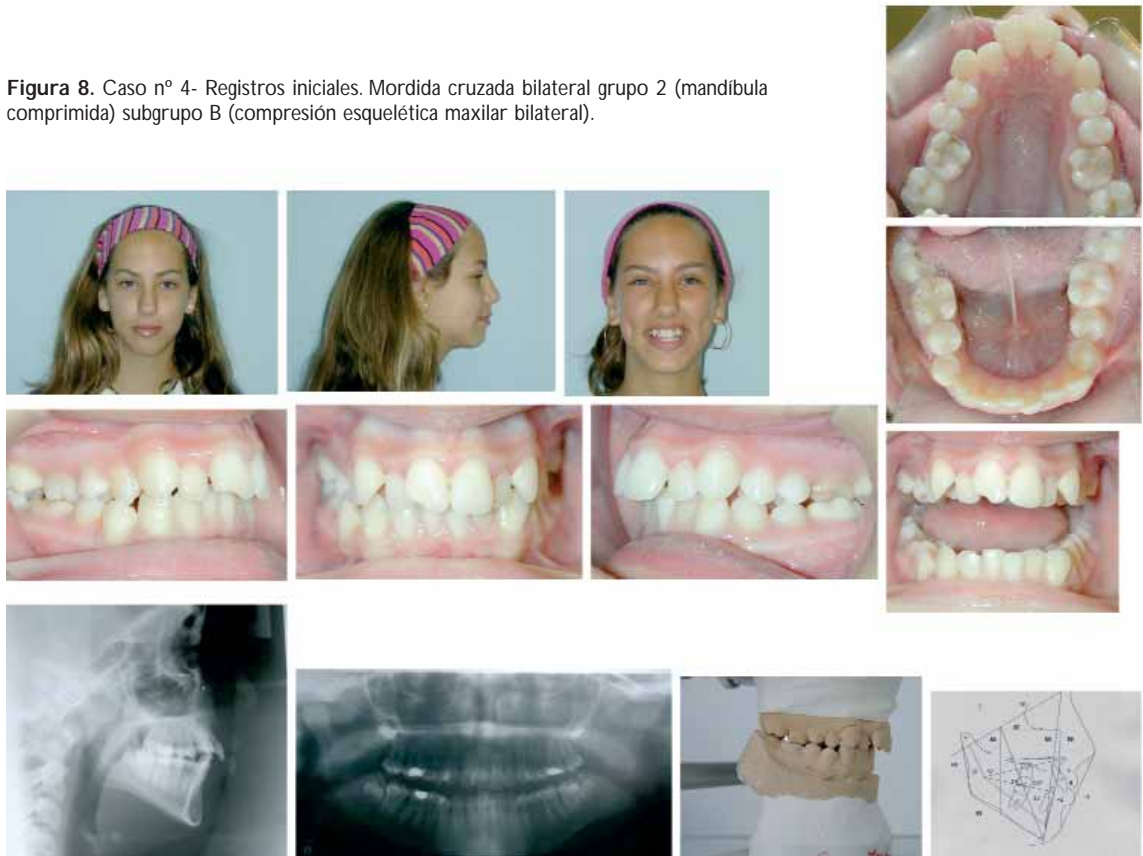 Figura 8. Caso nº 4- Registros iniciales. Mordida cruzada bilateral grupo 2 (mandíbula
comprimida) subgrupo B (compresión esquelética maxilar bilateral).